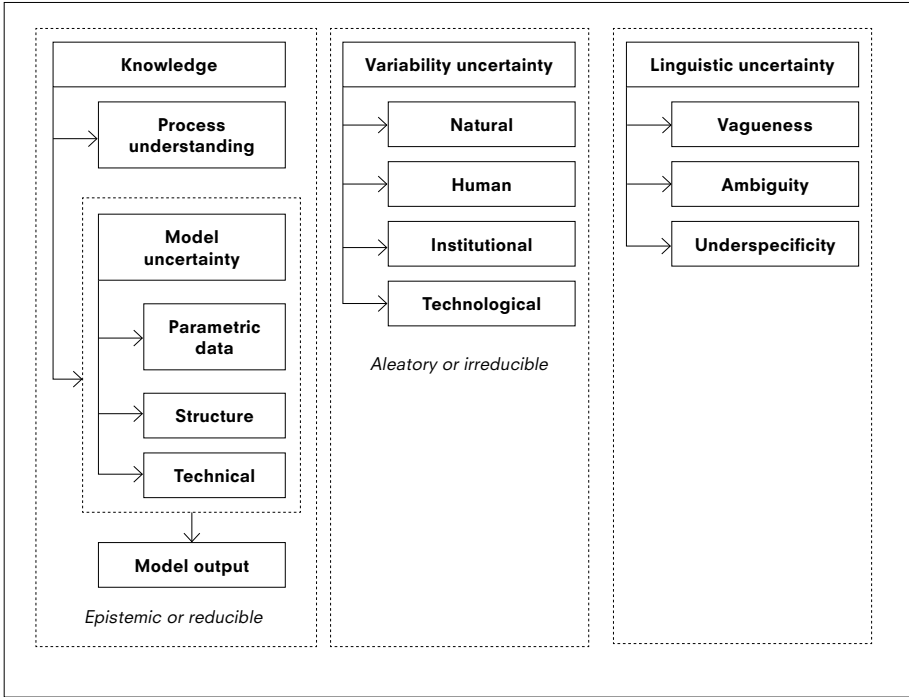 Knowledge
Process
understanding
Model
uncertainty
Parametric
data
Structure
Technical
Model output
Epistemic or reducible
Variability uncertainty
Natural
Human
Institutional
Technological
Aleatory or irreducible
Linguistic uncertainty
Vagueness
Ambiguity
Underspecificity